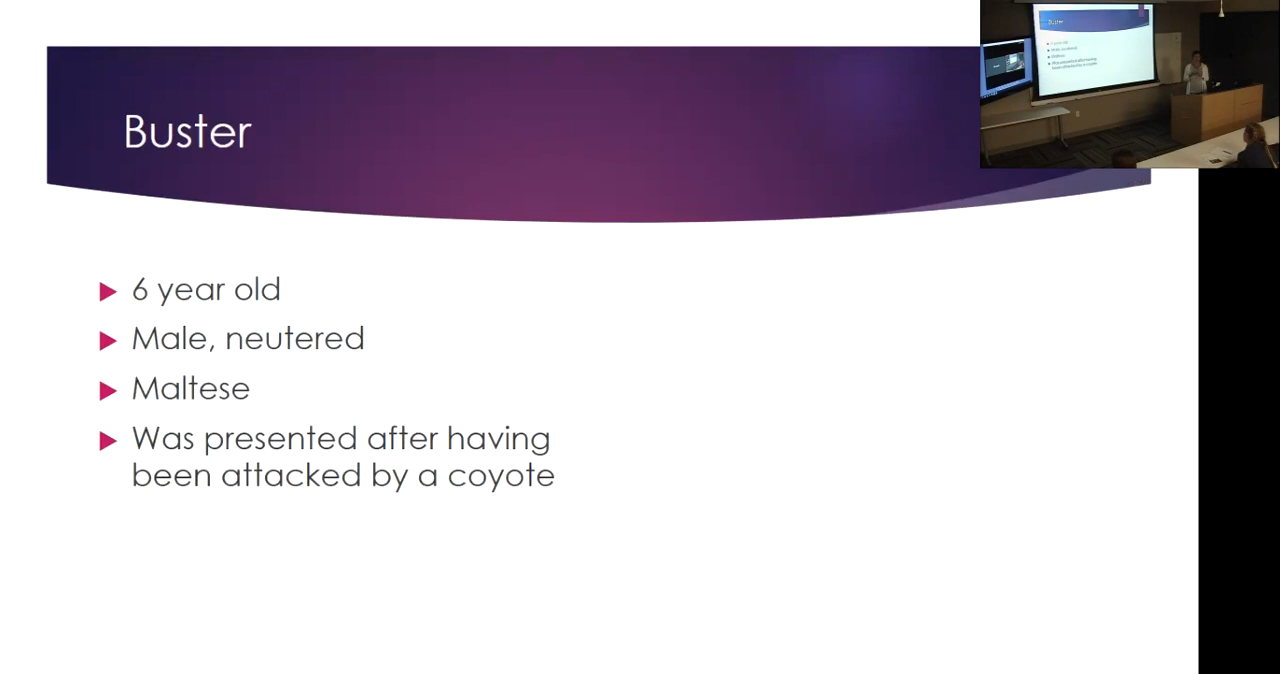 Buster
6 year old
Male, neutered
Maltese
Was presented after having
been attacked by a coyote